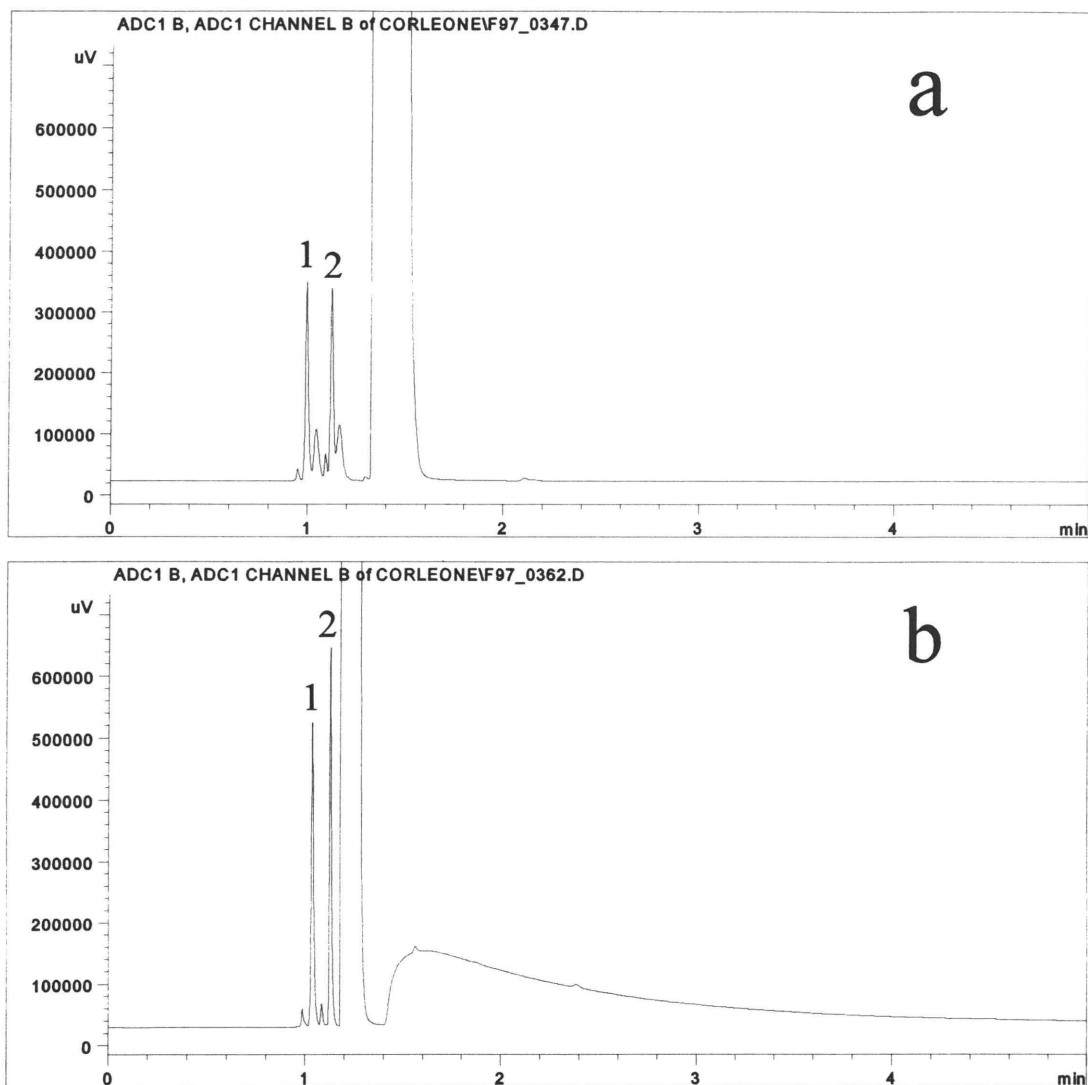 ADC1 B, ADC1 CHANNEL B of CORLEONE\F97_0347.D
uV
a
600000
500000
400000
300000
200000
100000
0
1 2
0 1 2 3 4 min
ADC1 B, ADC1 CHANNEL B of CORLEONE\F97_0362.D
uV
b
2
1
600000
500000
400000
300000
200000
100000
0
0 1 2 3 4 min